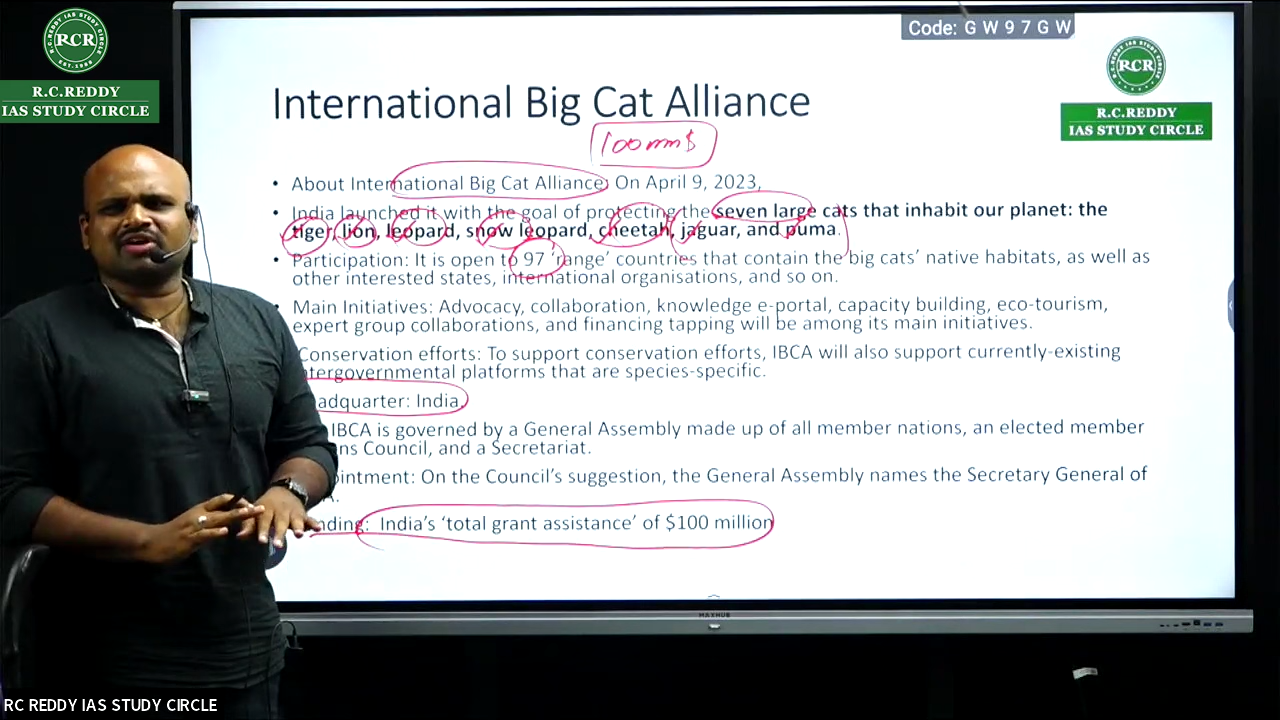 Code: G W 9 7 G W
RCR
EST.1986
R.C.REDDY
IAS STUDY CIRCLE
RCR
R.C.REDDY
IAS STUDY CIRCLE
International Big Cat Alliance
100mn$
• About International Big Cat Alliance: On April 9, 2023,
• India launched it with the goal of protecting the seven large cats that inhabit our planet: the
tiger, lion, leopard, snow leopard, cheetah, jaguar, and puma.
• Participation: It is open to 97 ‘range’ countries that contain the big cats’ native habitats, as well as
other interested states, international organisations, and so on.
• Main Initiatives: Advocacy, collaboration, knowledge e-portal, capacity building, eco-tourism,
expert group collaborations, and financing tapping will be among its main initiatives.
Conservation efforts: To support conservation efforts, IBCA will also support currently-existing
tergovernmental platforms that are species-specific.
adquarter: India
IBCA is governed by a General Assembly made up of all member nations, an elected member
ns Council, and a Secretariat.
intment: On the Council’s suggestion, the General Assembly names the Secretary General of
nding: India’s ‘total grant assistance’ of $100 million
MAXHUB
RC REDDY IAS STUDY CIRCLE